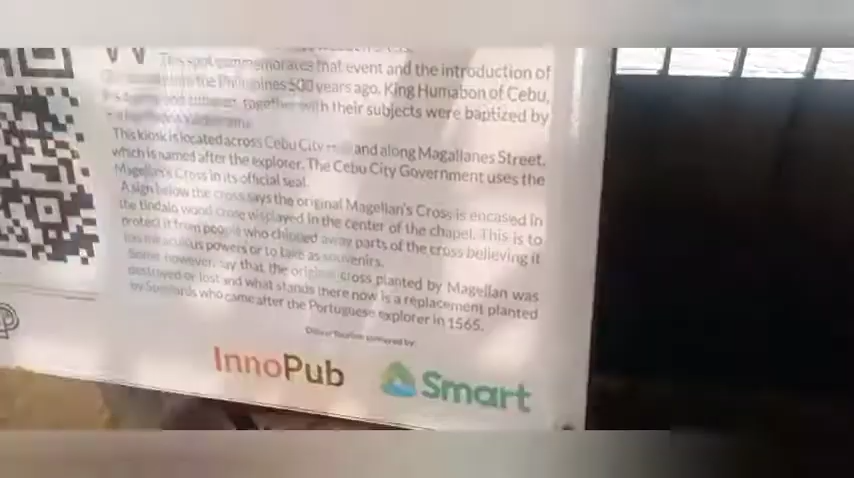 This spot commemorates that event and the introduction of
the Philippines 500 years ago. King Humabon of Cebu,
together with their subjects were baptized by
This kiosk is located across Cebu City and along Magallanes Street,
which is named after the explorer. The Cebu City Government uses the
Magellan's Cross in its official seal.
A sign below the cross says the original Magellan's Cross is encased in
the tindalo wood cross displayed in the center of the chapel. This is to
protect it from people who chipped away parts of the cross believing it
has miraculous powers or to take as souvenirs.
Some, however, say that the original cross planted by Magellan was
destroyed or lost and what stands there now is a replacement planted
by Spaniards who came after the Portuguese explorer in 1565.
powered by:
InnoPub Smart